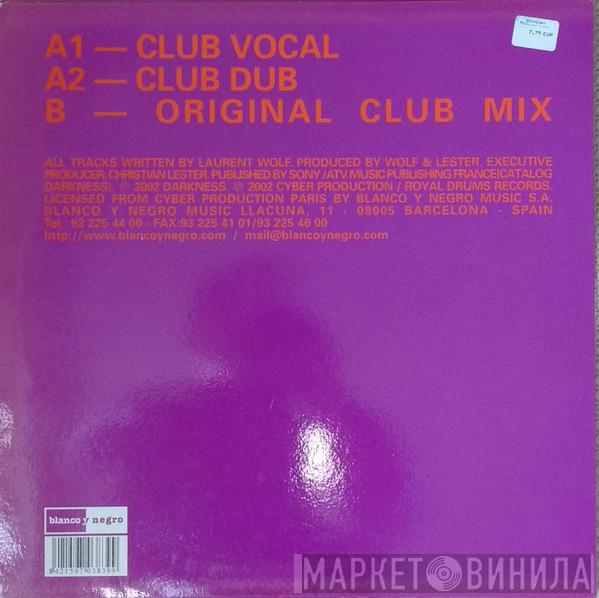 7,79 EUR
A1 — CLUB VOCAL
A2 — CLUB DUB
B — ORIGINAL CLUB MIX
ALL TRACKS WRITTEN BY LAURENT WOLF. PRODUCED BY WOLF & LESTER. EXECUTIVE
PRODUCER: CHRISTIAN LESTER. PUBLISHED BY SONY /ATV MUSIC PUBLISHING FRANCE(CATALOG
DARKNESS). ℗ 2002 DARKNESS. © 2002 CYBER PRODUCTION / ROYAL DRUMS RECORDS.
LICENSED FROM CYBER PRODUCTION PARIS BY BLANCO Y NEGRO MUSIC S.A.
BLANCO Y NEGRO MUSIC LLACUNA, 11 - 08005 BARCELONA - SPAIN
Tel.: 93 225 44 00 - FAX:93 225 41 01/93 225 46 00
http://www.blancoynegro.com / mail@blancoynegro.com
blanco y negro
МАРКЕТ ВИНИЛА